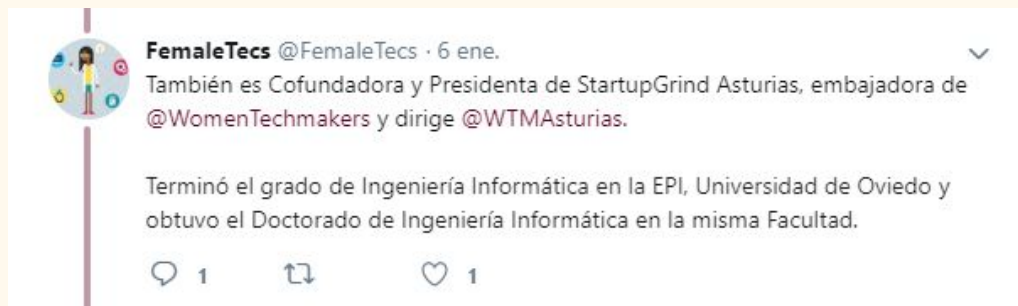 FemaleTecs @FemaleTecs · 6 ene.
También es Cofundadora y Presidenta de StartupGrind Asturias, embajadora de
@WomenTechmakers y dirige @WTMAsturias.
Terminó el grado de Ingeniería Informática en la EPI, Universidad de Oviedo y
obtuvo el Doctorado de Ingeniería Informática en la misma Facultad.
1 1